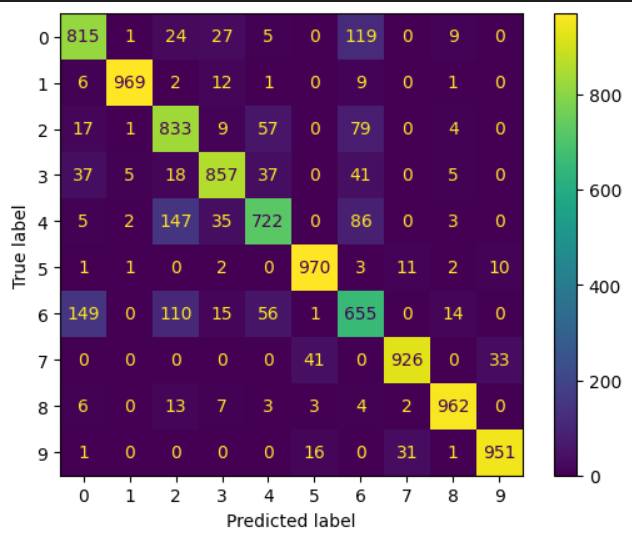 0 815 1 24 27 5 0 119 0 9 0
1 6 969 2 12 1 0 9 0 1 0
2 17 1 833 9 57 0 79 0 4 0
3 37 5 18 857 37 0 41 0 5 0
4 5 2 147 35 722 0 86 0 3 0
5 1 1 0 2 0 970 3 11 2 10
6 149 0 110 15 56 1 655 0 14 0
7 0 0 0 0 0 41 0 926 0 33
8 6 0 13 7 3 3 4 2 962 0
9 1 0 0 0 0 16 0 31 1 951
0 1 2 3 4 5 6 7 8 9
Predicted label
True label
800
600
400
200
0